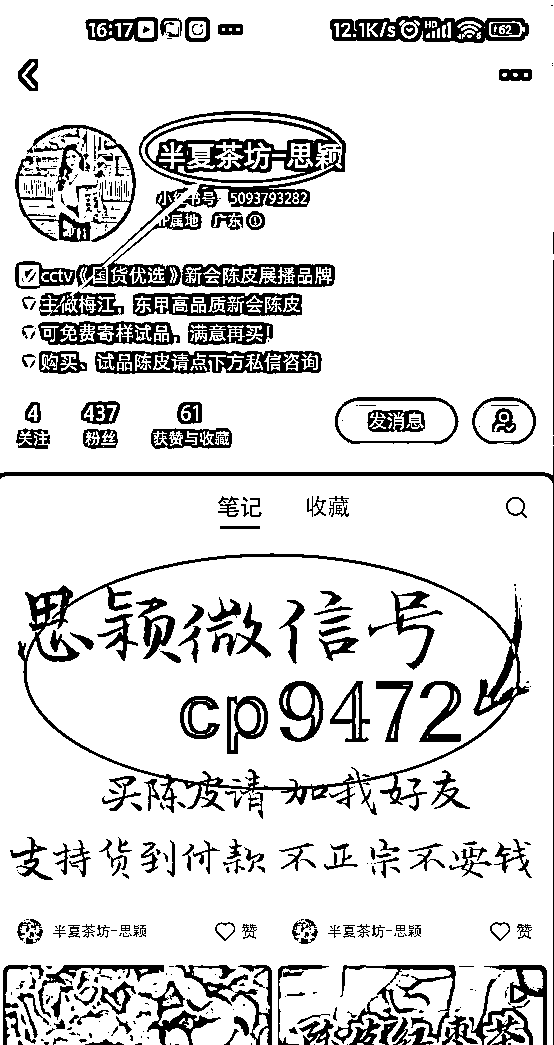 16:17 12.1K/s HD 62
半夏茶坊-思颖
小红书号：5093793282
IP属地：广东
cctv《国货优选》新会陈皮展播品牌
主做梅江、东甲高品质新会陈皮
可免费寄样试品，满意再买！
购买、试品陈皮请点下方私信咨询
4 437 61
关注 粉丝 获赞与收藏
发消息
笔记 收藏
思颖微信号
cp9472
买陈皮请加我好友
支持货到付款 不正宗不要钱
半夏茶坊-思颖 赞 半夏茶坊-思颖 赞
陈皮红枣茶